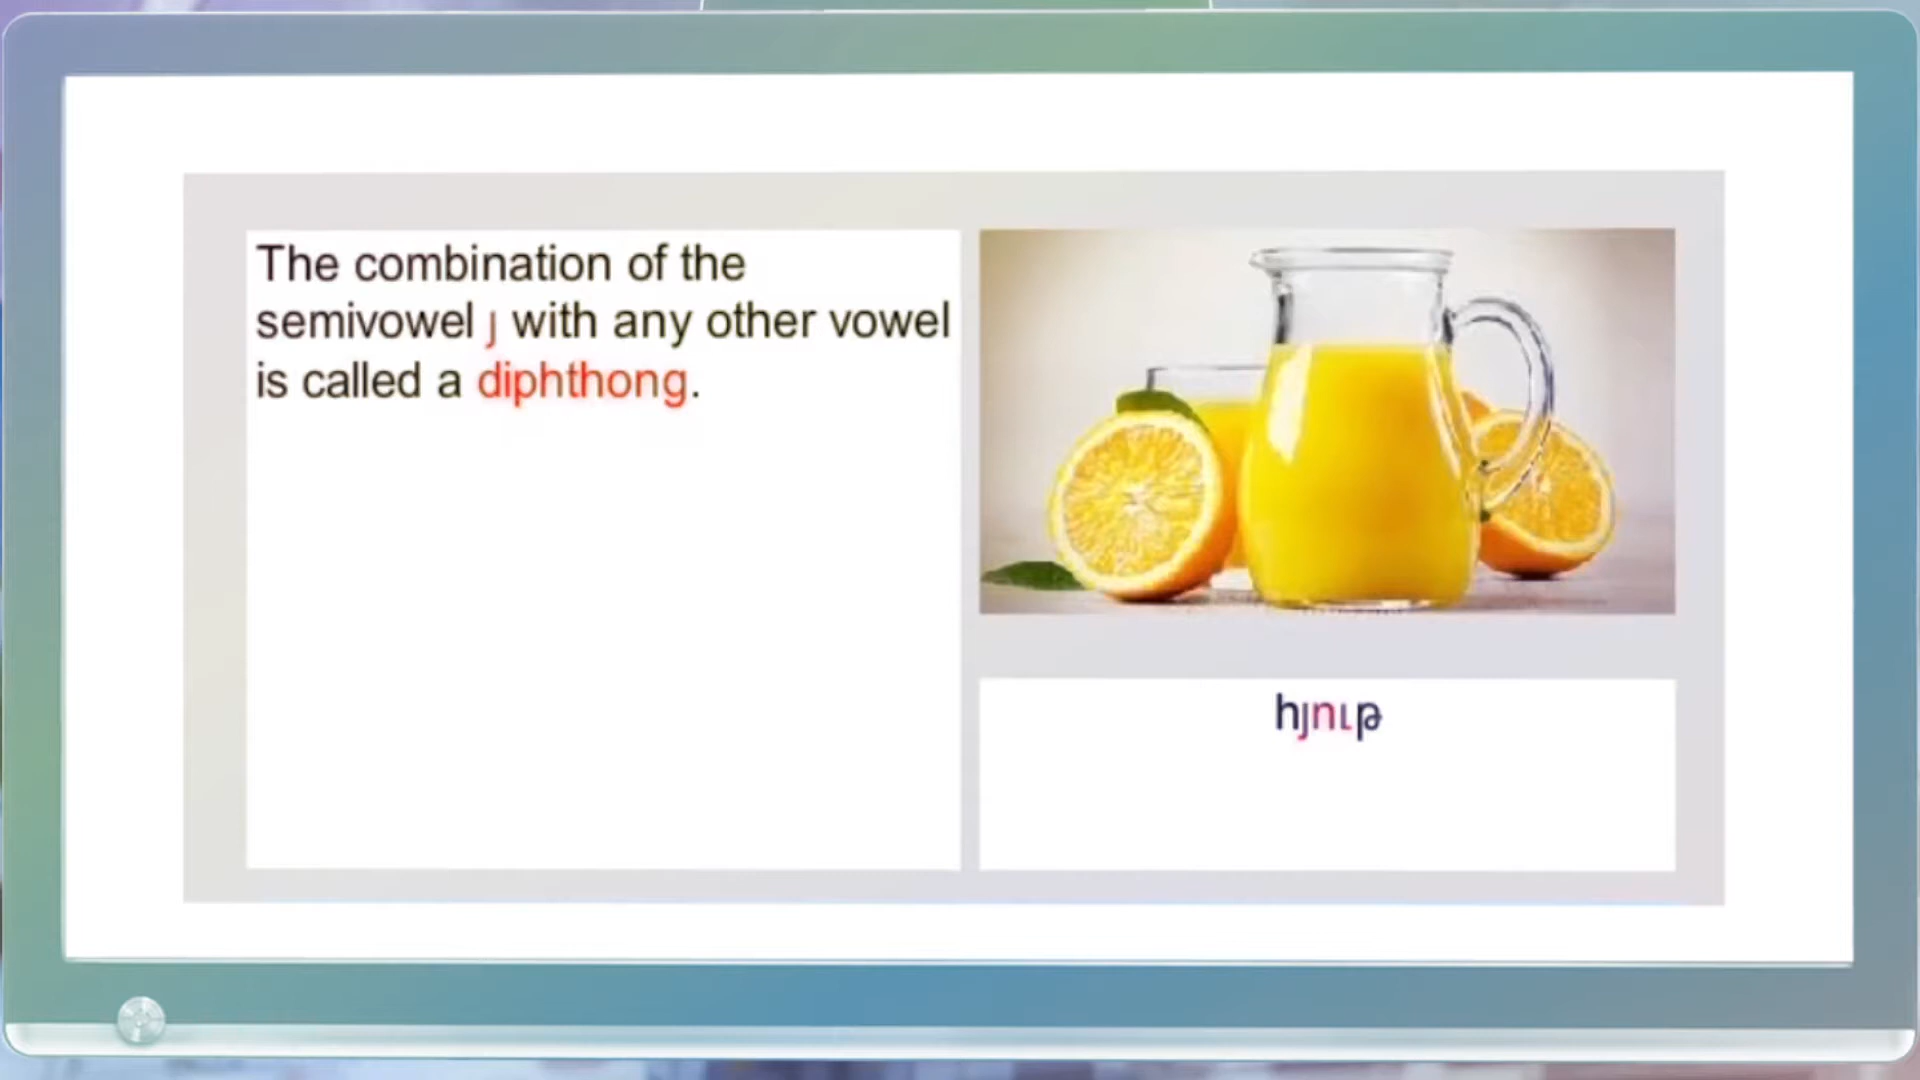 The combination of the
semivowel յ with any other vowel
is called a diphthong.
հյութ